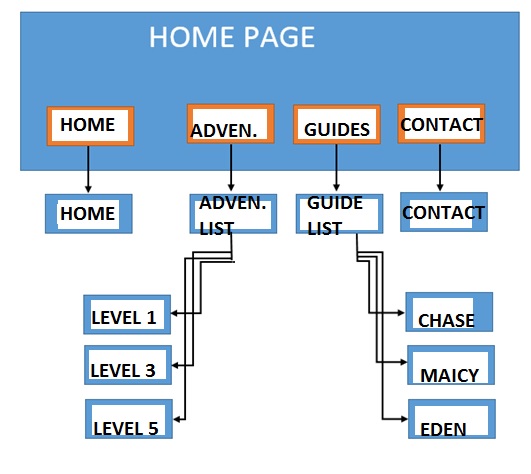 HOME PAGE
HOME
ADVEN.
GUIDES
CONTACT
HOME
ADVEN.
LIST
GUIDE
LIST
CONTACT
LEVEL 1
CHASE
LEVEL 3
MAICY
LEVEL 5
EDEN